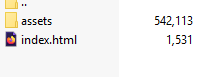 ..
assets 542,113
index.html 1,531